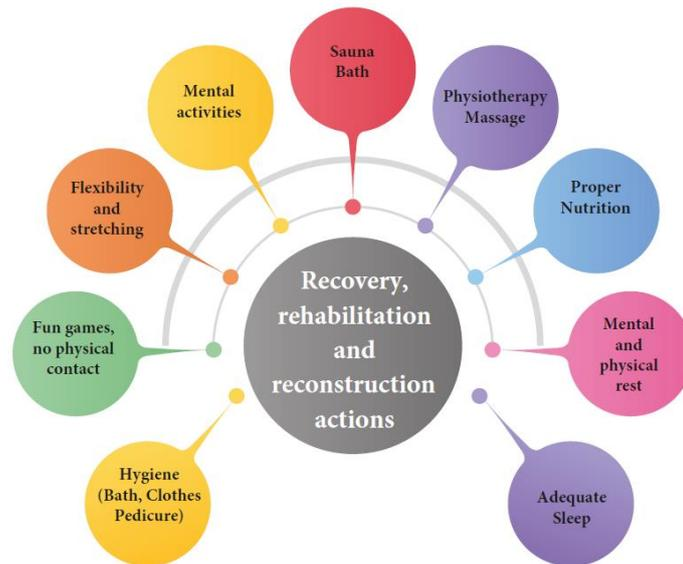 Sauna
Bath
Mental
activities
Physiotherapy
Massage
Flexibility
and
stretching
Proper
Nutrition
Fun games,
no physical
contact
Recovery,
rehabilitation
and
reconstruction
actions
Mental
and
physical
rest
Hygiene
(Bath, Clothes
Pedicure)
Adequate
Sleep